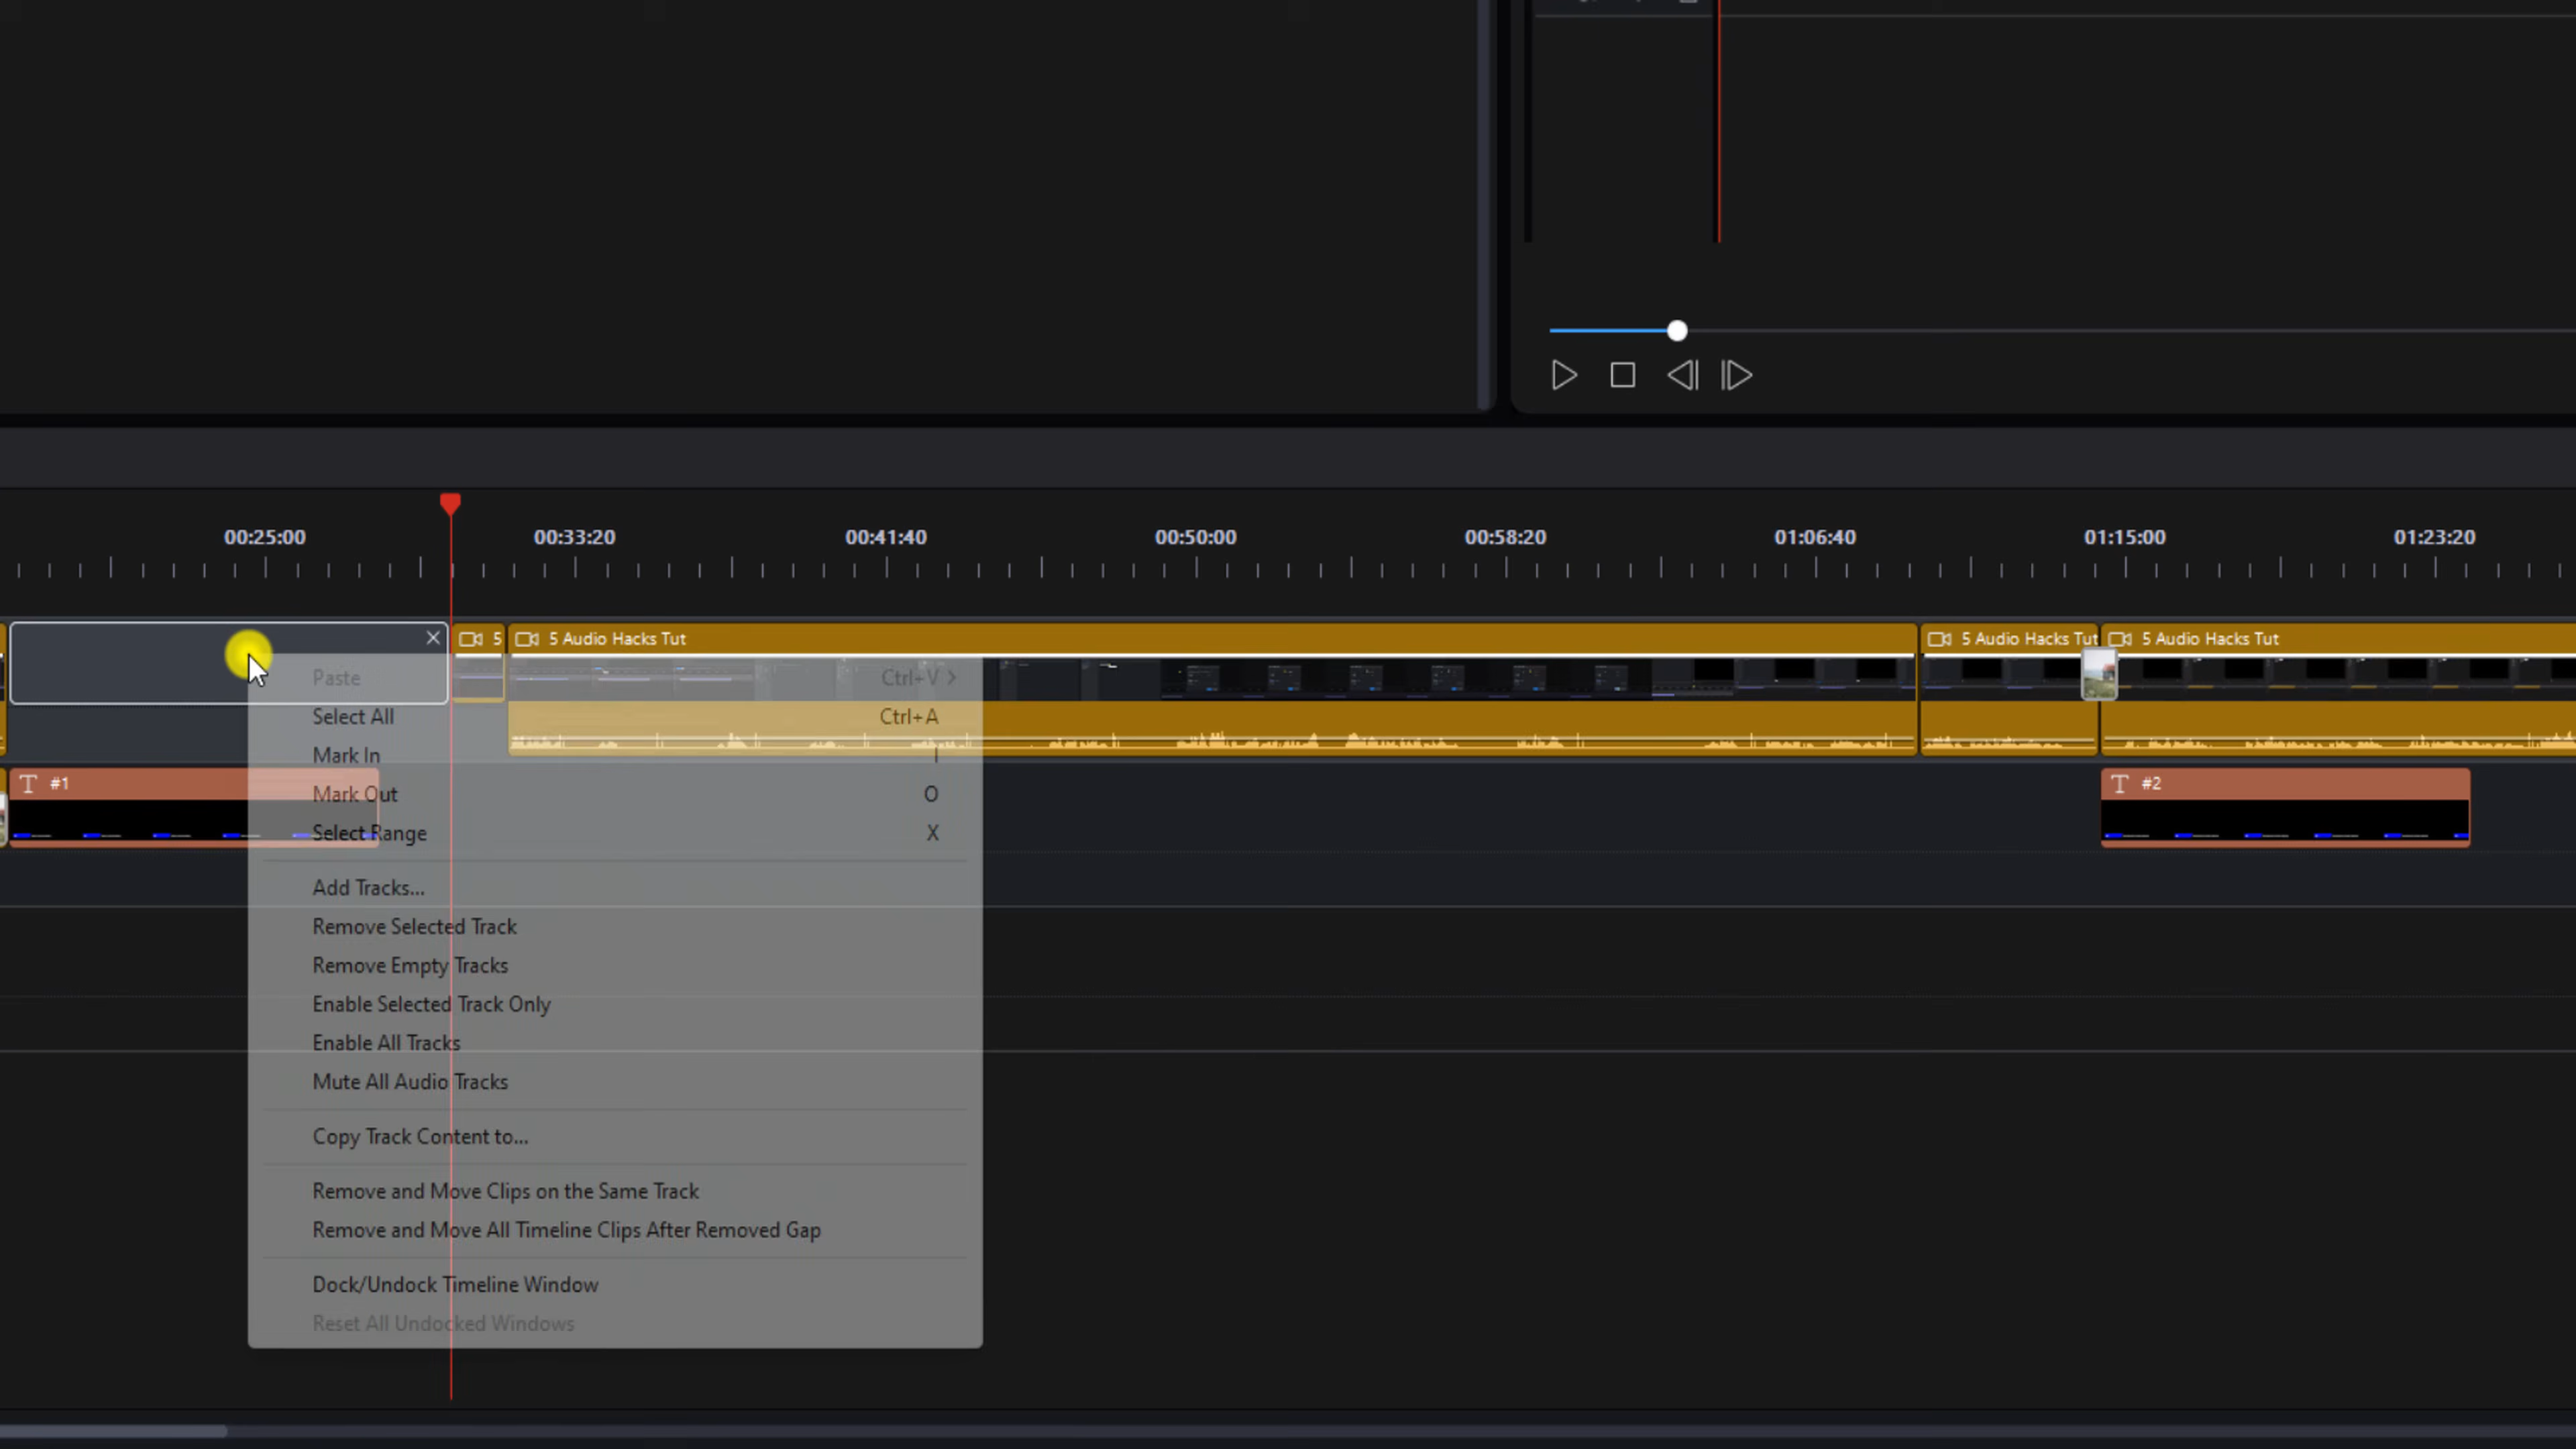 00:25:00 00:33:20 00:41:40 00:50:00 00:58:20 01:06:40 01:15:00 01:23:20
5 5 Audio Hacks Tut 5 Audio Hacks Tut 5 Audio Hacks Tut
Paste Ctrl+V
Select All Ctrl+A
Mark In I
#1 #2
Mark Out O
Select Range X
Add Tracks...
Remove Selected Track
Remove Empty Tracks
Enable Selected Track Only
Enable All Tracks
Mute All Audio Tracks
Copy Track Content to...
Remove and Move Clips on the Same Track
Remove and Move All Timeline Clips After Removed Gap
Dock/Undock Timeline Window
Reset All Undocked Windows